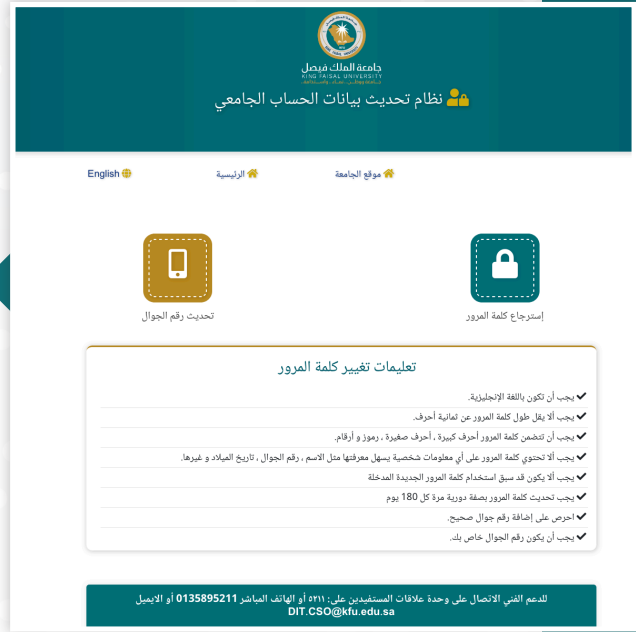 جامعة الملك فيصل
KING FAISAL UNIVERSITY
نظام تحديث بيانات الحساب الجامعي
موقع الجامعة
الرئيسية
English
إسترجاع كلمة المرور
تحديث رقم الجوال
تعليمات تغيير كلمة المرور
يجب أن تكون باللغة الإنجليزية.
يجب ألا يقل طول كلمة المرور عن ثمانية أحرف.
يجب أن تتضمن كلمة المرور أحرف كبيرة ، أحرف صغيرة ، رموز و أرقام.
يجب ألا تحتوي كلمة المرور على أي معلومات شخصية يسهل معرفتها مثل الاسم ، رقم الجوال ، تاريخ الميلاد و غيرها.
يجب ألا يكون قد سبق استخدام كلمة المرور الجديدة المدخلة
يجب تحديث كلمة المرور بصفة دورية مرة كل 180 يوم
احرص على إضافة رقم جوال صحيح.
يجب أن يكون رقم الجوال خاص بك.
للدعم الفني الاتصال على وحدة علاقات المستفيدين على: ٥٢١١ أو الهاتف المباشر 0135895211 أو الايميل
DIT.CSO@kfu.edu.sa